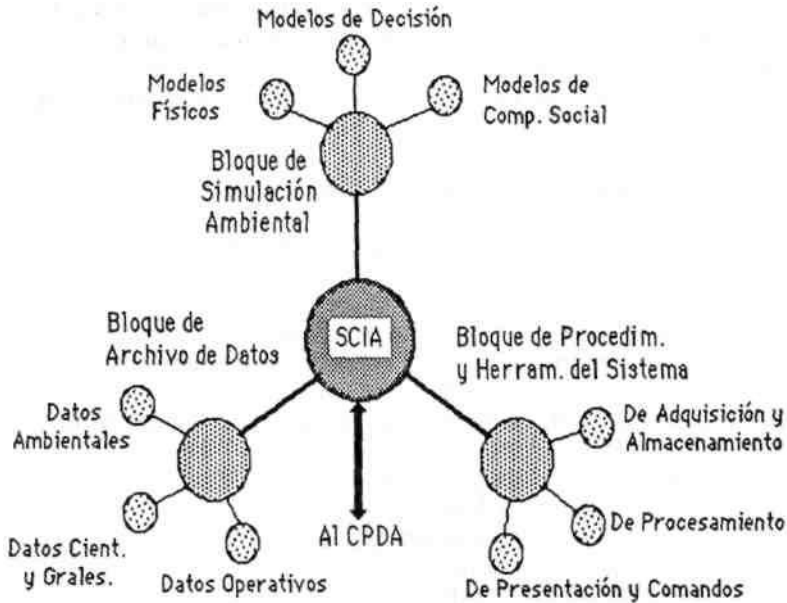 Modelos de Decisión
Modelos
Físicos
Modelos de
Comp. Social
Bloque de
Simulación
Ambiental
SCIA
Bloque de
Archivo de Datos
Bloque de Procedim.
y Herram. del Sistema
Datos
Ambientales
De Adquisición y
Almacenamiento
Datos Cient.
y Grales.
Datos Operativos
Al CPDA
De Procesamiento
De Presentación y Comandos